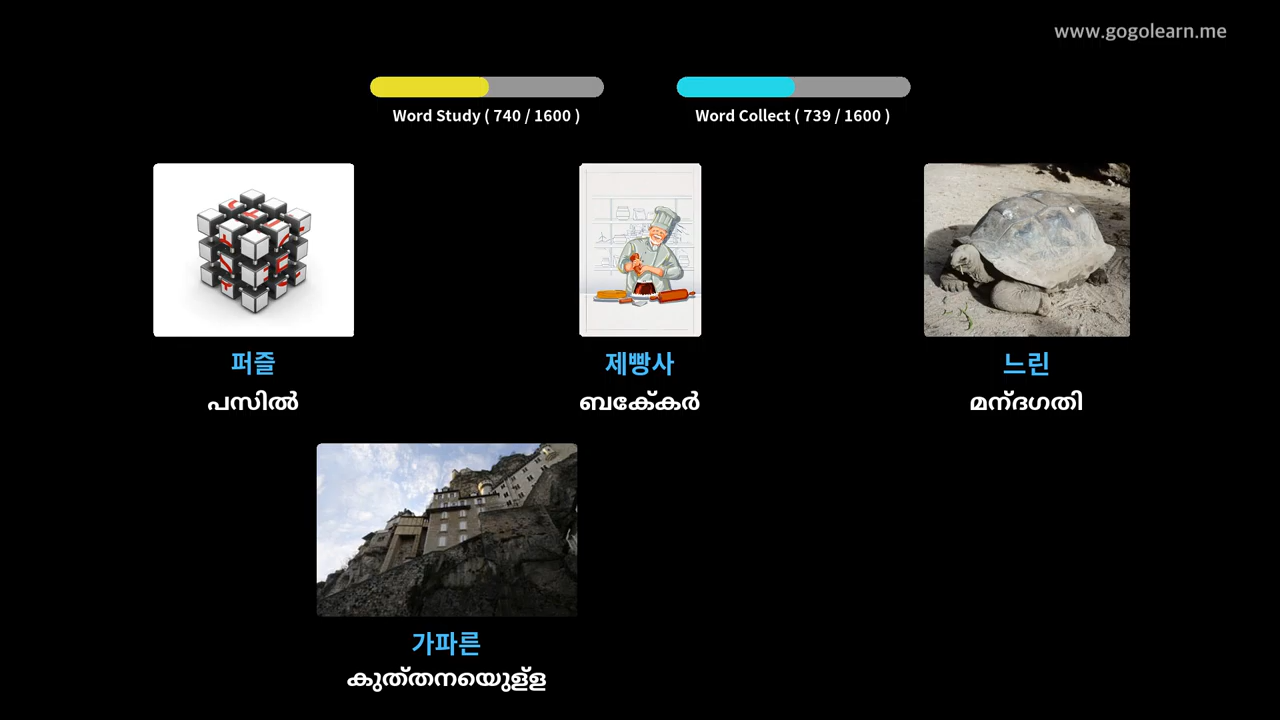 www.gogolearn.me
Word Study ( 740 / 1600 )
Word Collect ( 739 / 1600 )
퍼즐
제빵사
느린
പസിൽ
ബക്കേർ
മന്ദഗതി
가파른
കുത്തനെയുള്ള